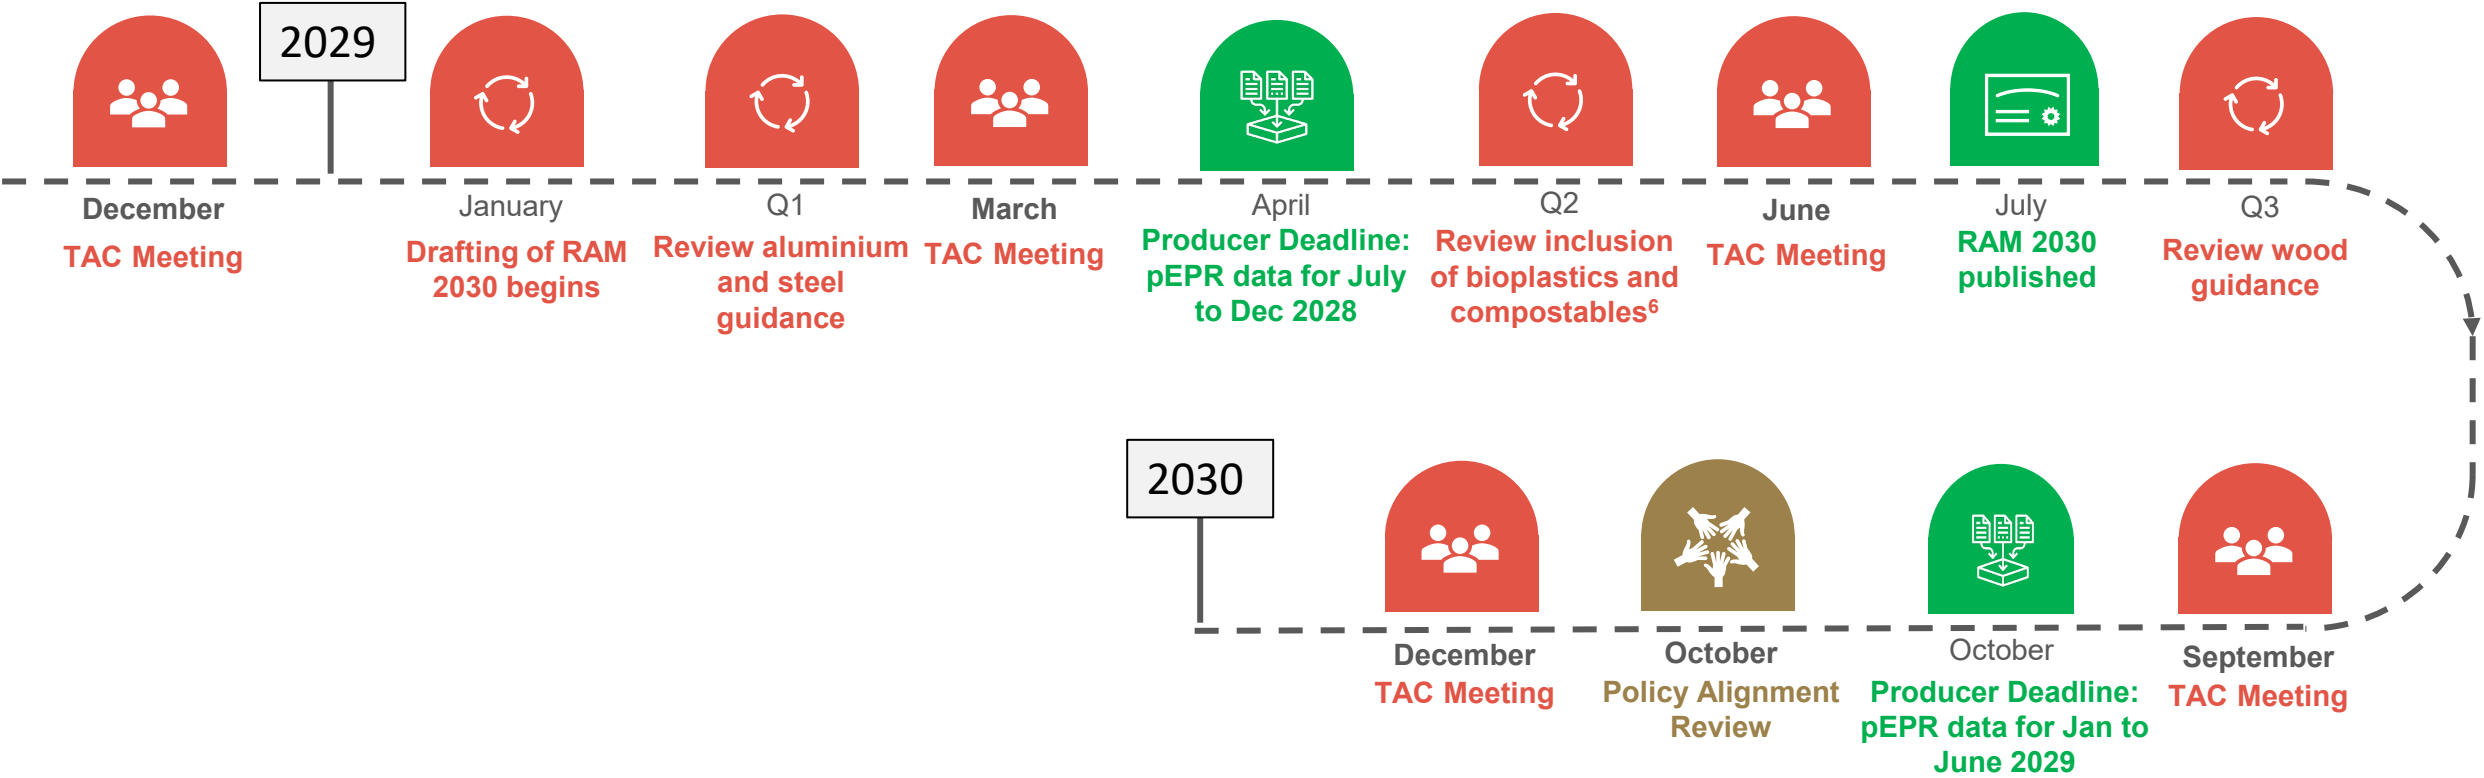 2029
December
TAC Meeting
January
Drafting of RAM
2030 begins
Q1
Review aluminium
and steel
guidance
March
TAC Meeting
April
Producer Deadline:
pEPR data for July
to Dec 2028
Q2
Review inclusion
of bioplastics and
compostables⁶
June
TAC Meeting
July
RAM 2030
published
Q3
Review wood
guidance
2030
December
TAC Meeting
October
Policy Alignment
Review
October
Producer Deadline:
pEPR data for Jan to
June 2029
September
TAC Meeting